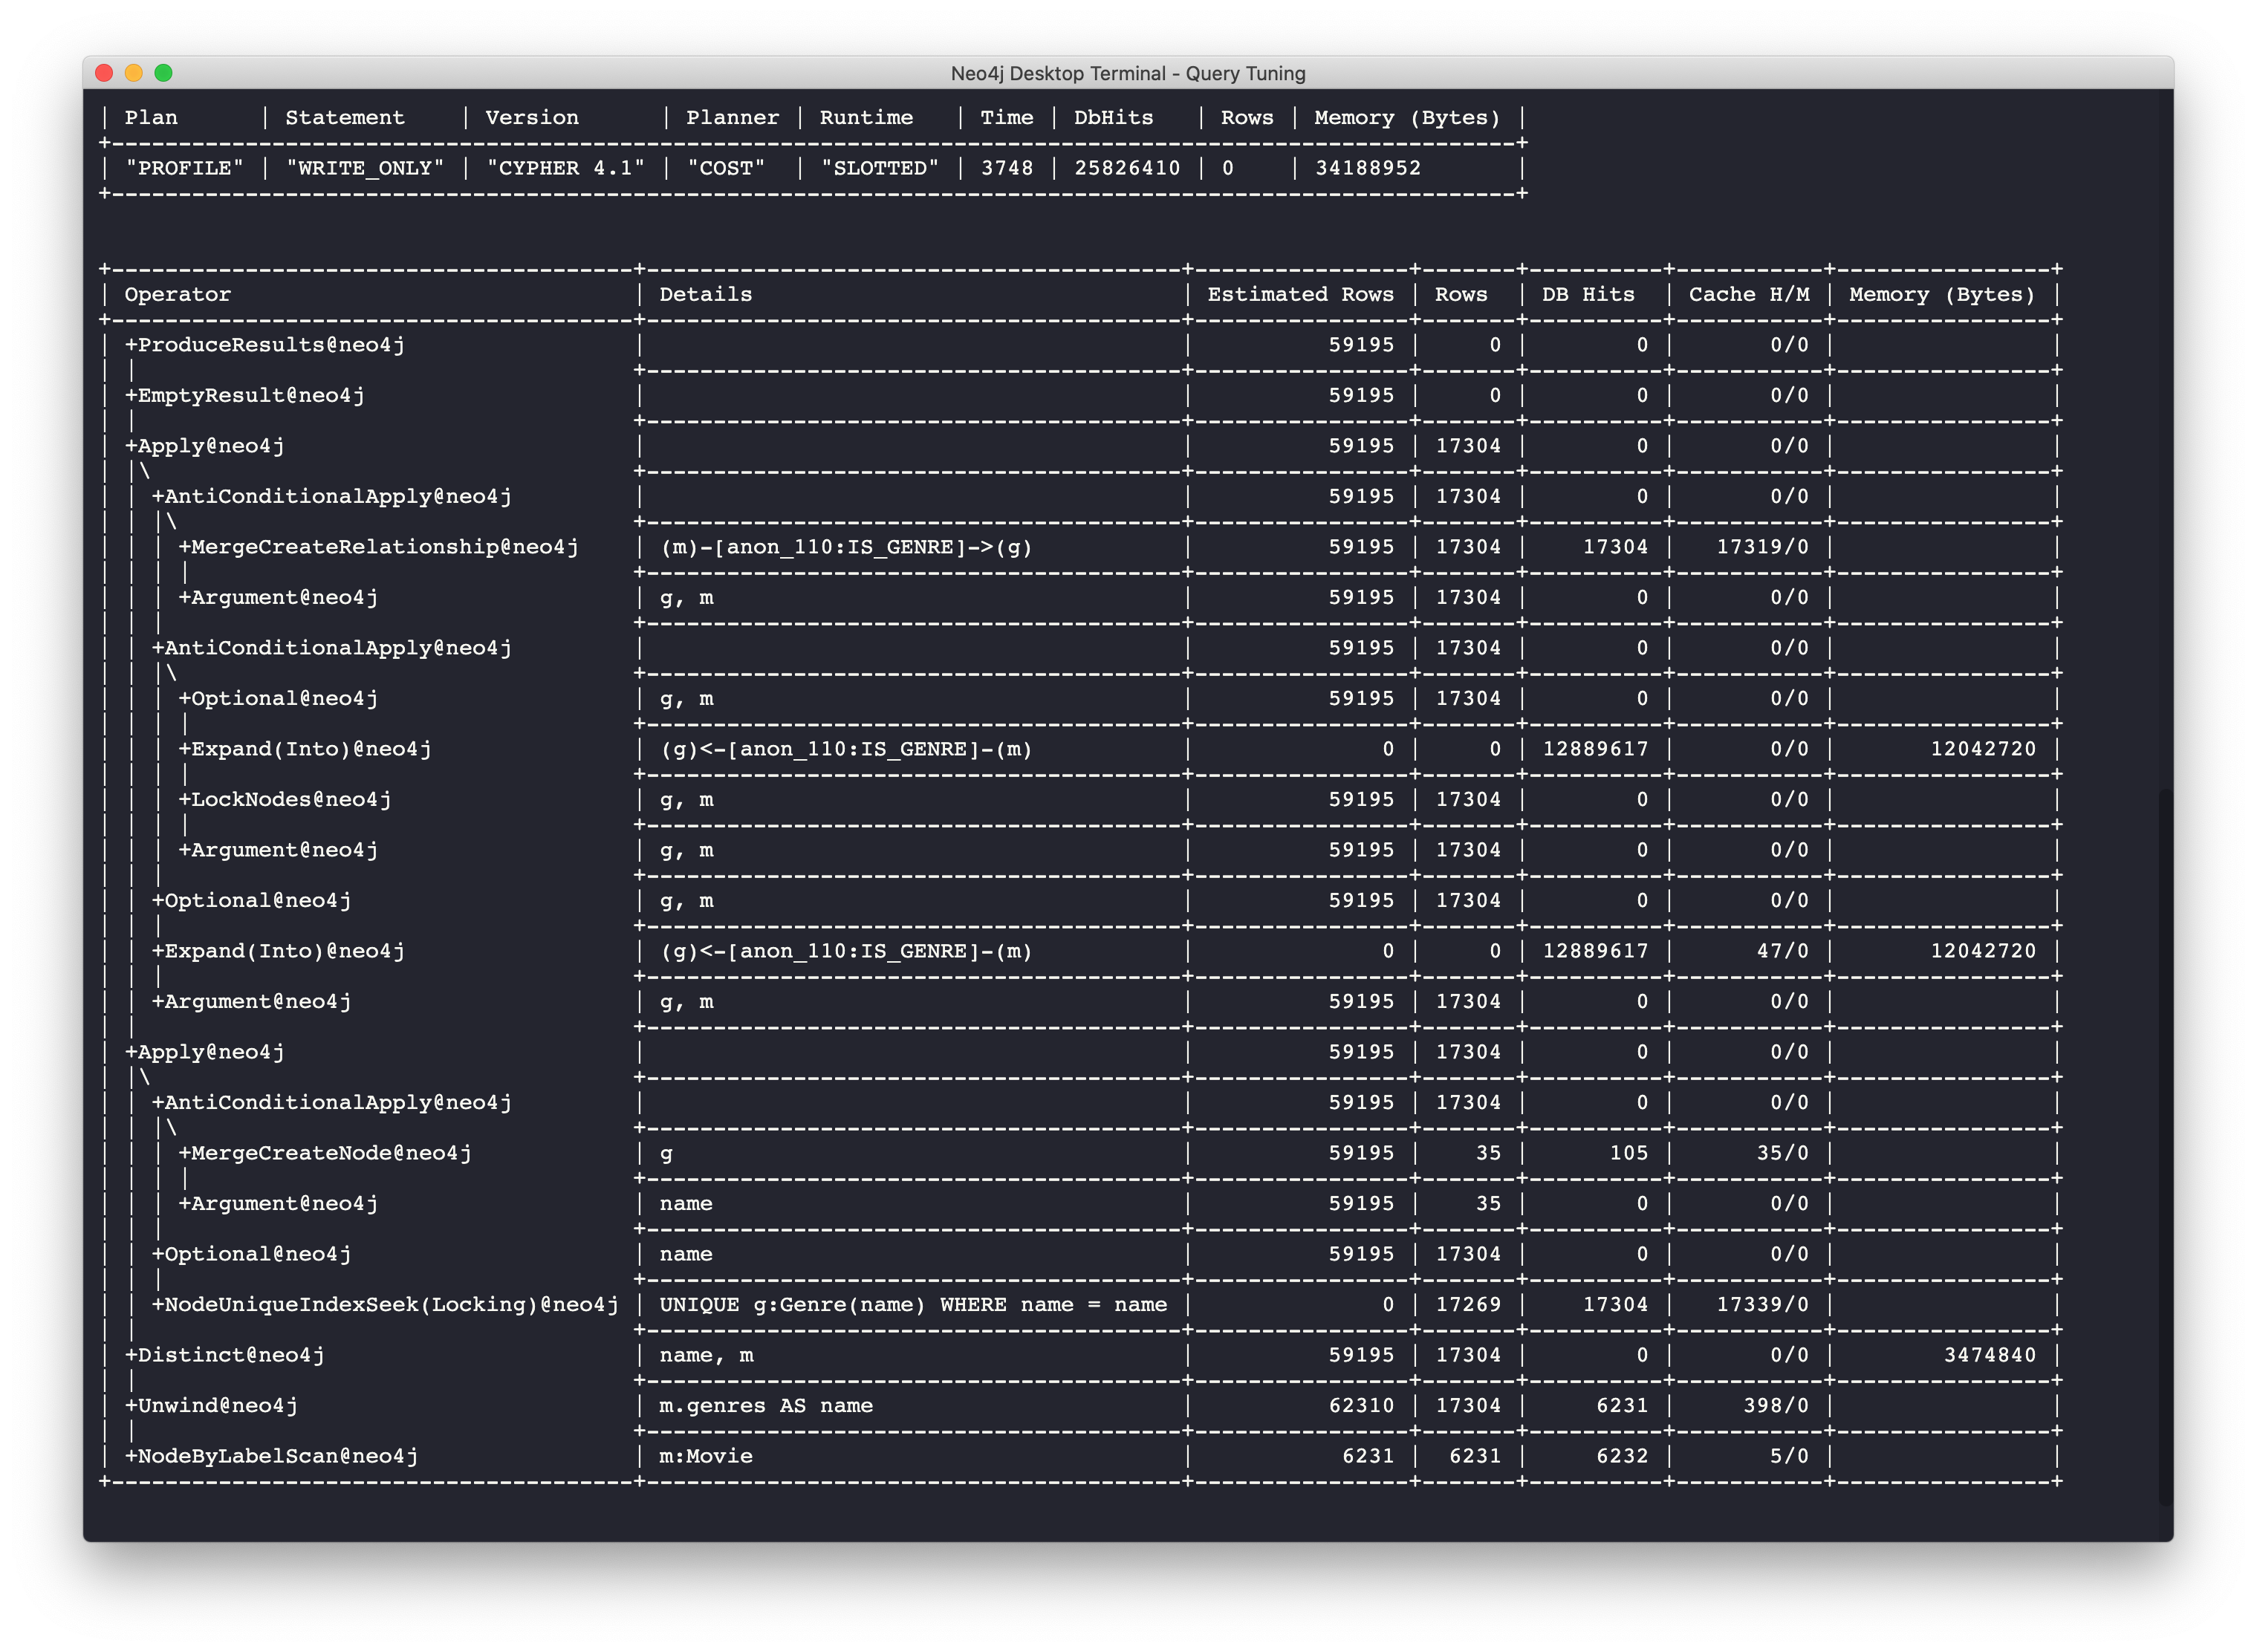 Neo4j Desktop Terminal - Query Tuning
| Plan      | Statement    | Version      | Planner | Runtime   | Time | DbHits   | Rows | Memory (Bytes) |
+---------------------------------------------------------------------------------------------------------+
| "PROFILE" | "WRITE_ONLY" | "CYPHER 4.1" | "COST"  | "SLOTTED" | 3748 | 25826410 | 0    | 34188952       |
+---------------------------------------------------------------------------------------------------------+
+---------------------------------------+----------------------------------------+----------------+-------+----------+-----------+----------------+
| Operator                              | Details                                | Estimated Rows | Rows  | DB Hits  | Cache H/M | Memory (Bytes) |
+---------------------------------------+----------------------------------------+----------------+-------+----------+-----------+----------------+
| +ProduceResults@neo4j                 |                                        |          59195 |     0 |        0 |       0/0 |                |
| |                                     +----------------------------------------+----------------+-------+----------+-----------+----------------+
| +EmptyResult@neo4j                    |                                        |          59195 |     0 |        0 |       0/0 |                |
| |                                     +----------------------------------------+----------------+-------+----------+-----------+----------------+
| +Apply@neo4j                          |                                        |          59195 | 17304 |        0 |       0/0 |                |
| |\                                    +----------------------------------------+----------------+-------+----------+-----------+----------------+
| | +AntiConditionalApply@neo4j         |                                        |          59195 | 17304 |        0 |       0/0 |                |
| | |\                                  +----------------------------------------+----------------+-------+----------+-----------+----------------+
| | | +MergeCreateRelationship@neo4j    | (m)-[anon_110:IS_GENRE]->(g)           |          59195 | 17304 |    17304 |   17319/0 |                |
| | | |                                 +----------------------------------------+----------------+-------+----------+-----------+----------------+
| | | +Argument@neo4j                   | g, m                                   |          59195 | 17304 |        0 |       0/0 |                |
| | |                                   +----------------------------------------+----------------+-------+----------+-----------+----------------+
| | +AntiConditionalApply@neo4j         |                                        |          59195 | 17304 |        0 |       0/0 |                |
| | |\                                  +----------------------------------------+----------------+-------+----------+-----------+----------------+
| | | +Optional@neo4j                   | g, m                                   |          59195 | 17304 |        0 |       0/0 |                |
| | | |                                 +----------------------------------------+----------------+-------+----------+-----------+----------------+
| | | +Expand(Into)@neo4j               | (g)<-[anon_110:IS_GENRE]-(m)           |              0 |     0 | 12889617 |       0/0 |       12042720 |
| | | |                                 +----------------------------------------+----------------+-------+----------+-----------+----------------+
| | | +LockNodes@neo4j                  | g, m                                   |          59195 | 17304 |        0 |       0/0 |                |
| | | |                                 +----------------------------------------+----------------+-------+----------+-----------+----------------+
| | | +Argument@neo4j                   | g, m                                   |          59195 | 17304 |        0 |       0/0 |                |
| | |                                   +----------------------------------------+----------------+-------+----------+-----------+----------------+
| | +Optional@neo4j                     | g, m                                   |          59195 | 17304 |        0 |       0/0 |                |
| | |                                   +----------------------------------------+----------------+-------+----------+-----------+----------------+
| | +Expand(Into)@neo4j                 | (g)<-[anon_110:IS_GENRE]-(m)           |              0 |     0 | 12889617 |      47/0 |       12042720 |
| | |                                   +----------------------------------------+----------------+-------+----------+-----------+----------------+
| | +Argument@neo4j                     | g, m                                   |          59195 | 17304 |        0 |       0/0 |                |
| |                                     +----------------------------------------+----------------+-------+----------+-----------+----------------+
| +Apply@neo4j                          |                                        |          59195 | 17304 |        0 |       0/0 |                |
| |\                                    +----------------------------------------+----------------+-------+----------+-----------+----------------+
| | +AntiConditionalApply@neo4j         |                                        |          59195 | 17304 |        0 |       0/0 |                |
| | |\                                  +----------------------------------------+----------------+-------+----------+-----------+----------------+
| | | +MergeCreateNode@neo4j            | g                                      |          59195 |    35 |      105 |      35/0 |                |
| | | |                                 +----------------------------------------+----------------+-------+----------+-----------+----------------+
| | | +Argument@neo4j                   | name                                   |          59195 |    35 |        0 |       0/0 |                |
| | |                                   +----------------------------------------+----------------+-------+----------+-----------+----------------+
| | +Optional@neo4j                     | name                                   |          59195 | 17304 |        0 |       0/0 |                |
| | |                                   +----------------------------------------+----------------+-------+----------+-----------+----------------+
| | +NodeUniqueIndexSeek(Locking)@neo4j | UNIQUE g:Genre(name) WHERE name = name |              0 | 17269 |    17304 |   17339/0 |                |
| |                                     +----------------------------------------+----------------+-------+----------+-----------+----------------+
| +Distinct@neo4j                       | name, m                                |          59195 | 17304 |        0 |       0/0 |        3474840 |
| |                                     +----------------------------------------+----------------+-------+----------+-----------+----------------+
| +Unwind@neo4j                         | m.genres AS name                       |          62310 | 17304 |     6231 |     398/0 |                |
| |                                     +----------------------------------------+----------------+-------+----------+-----------+----------------+
| +NodeByLabelScan@neo4j                | m:Movie                                |           6231 |  6231 |     6232 |       5/0 |                |
+---------------------------------------+----------------------------------------+----------------+-------+----------+-----------+----------------+